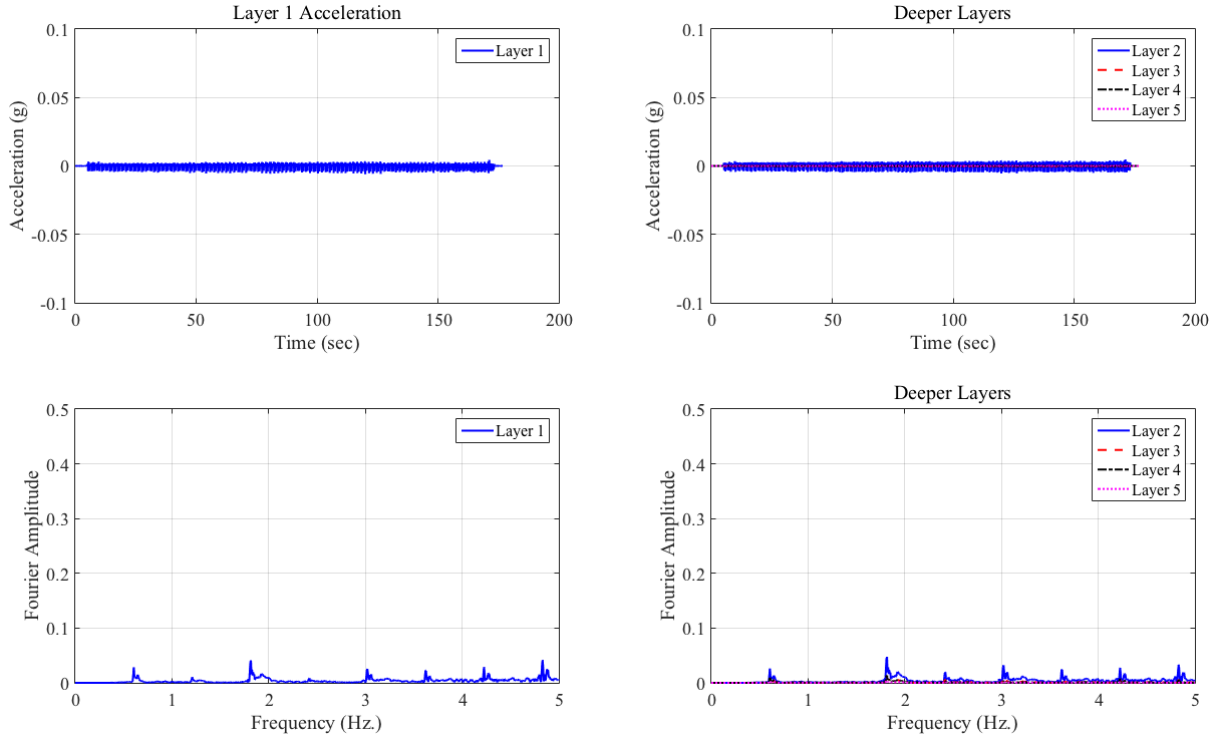 Layer 1 Acceleration
0.1
0.05
0
-0.05
-0.1
Acceleration (g)
Layer 1
0 50 100 150 200
Time (sec)
Deeper Layers
0.1
0.05
0
-0.05
-0.1
Acceleration (g)
Layer 2
Layer 3
Layer 4
Layer 5
0 50 100 150 200
Time (sec)
0.5
0.4
0.3
0.2
0.1
0
Fourier Amplitude
Layer 1
0 1 2 3 4 5
Frequency (Hz.)
Deeper Layers
0.5
0.4
0.3
0.2
0.1
0
Fourier Amplitude
Layer 2
Layer 3
Layer 4
Layer 5
0 1 2 3 4 5
Frequency (Hz.)